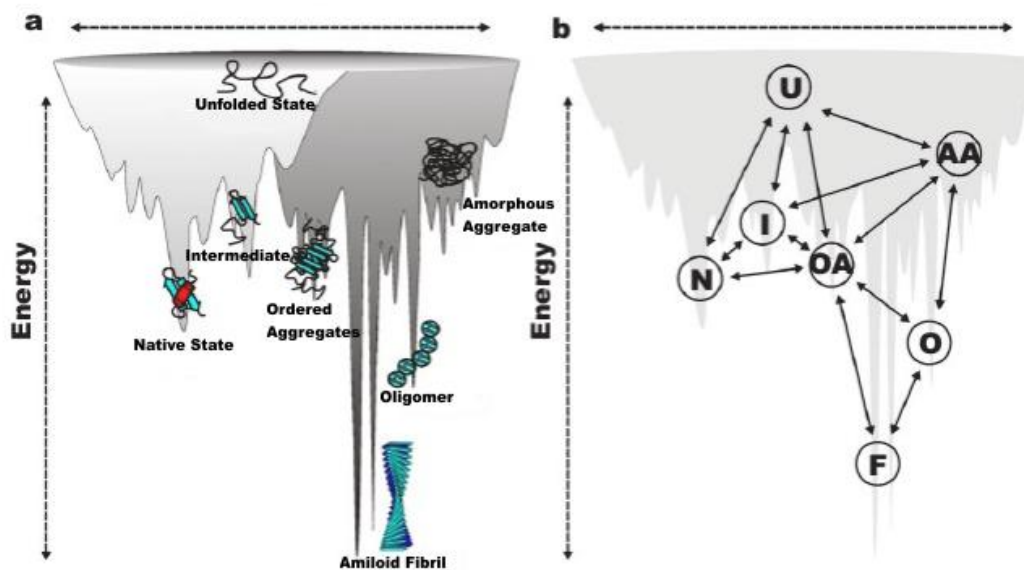 a
Unfolded State
Amorphous
Aggregate
Intermediate
Ordered
Aggregates
Native State
Oligomer
Amiloid Fibril
Energy
b
U
AA
I
OA
N
O
F
Energy